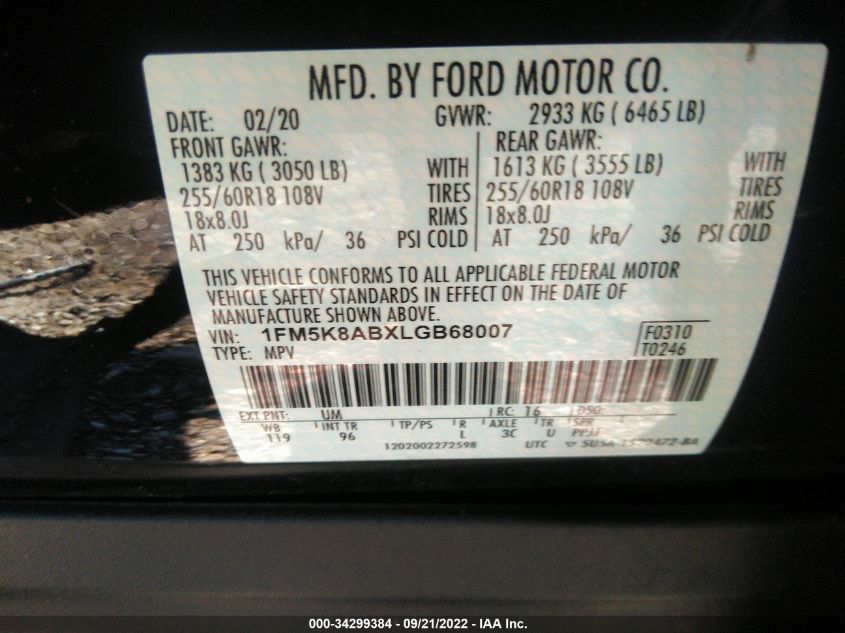 MFD. BY FORD MOTOR CO.
DATE: 02/20 GVWR: 2933 KG ( 6465 LB)
FRONT GAWR: REAR GAWR:
1383 KG ( 3050 LB) WITH 1613 KG ( 3555 LB) WITH
255/60R18 108V TIRES 255/60R18 108V TIRES
18x8.0J RIMS 18x8.0J RIMS
AT 250 kPa/ 36 PSI COLD AT 250 kPa/ 36 PSI COLD
THIS VEHICLE CONFORMS TO ALL APPLICABLE FEDERAL MOTOR
VEHICLE SAFETY STANDARDS IN EFFECT ON THE DATE OF
MANUFACTURE SHOWN ABOVE.
VIN: 1FM5K8ABXLGB68007 F0310
TYPE: MPV T0246
EXT PNT: UM RC: 16 DSO:
WB INT TR TP/PS R AXLE TR SPR
119 96 L 3C U PPJJ
1202002272598 UTC
000-34299384 - 09/21/2022 - IAA Inc.